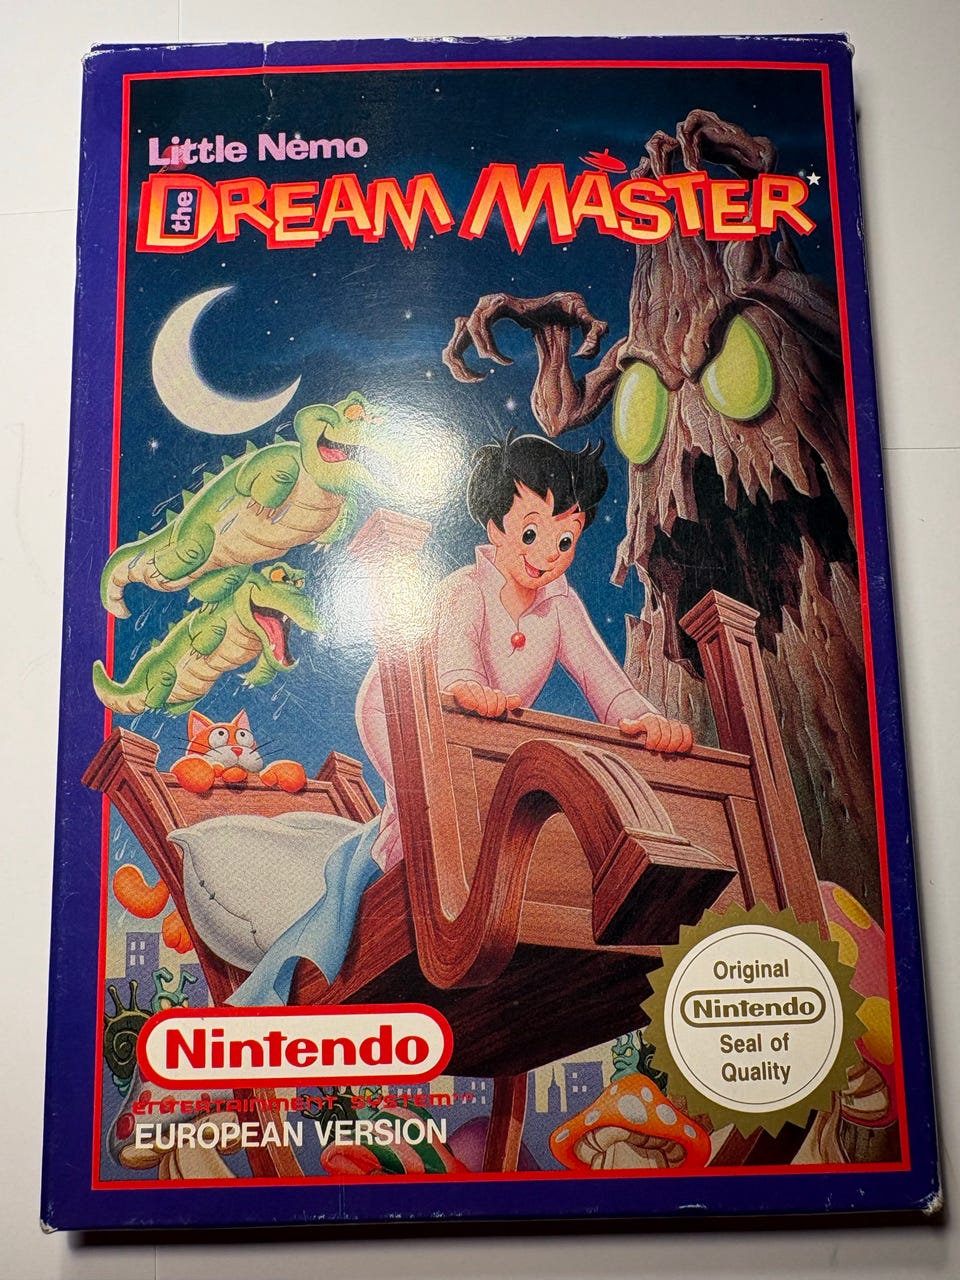 Little Nemo
the DREAM MASTER
Nintendo
ENTERTAINMENT SYSTEM™
EUROPEAN VERSION
Original
Nintendo
Seal of
Quality